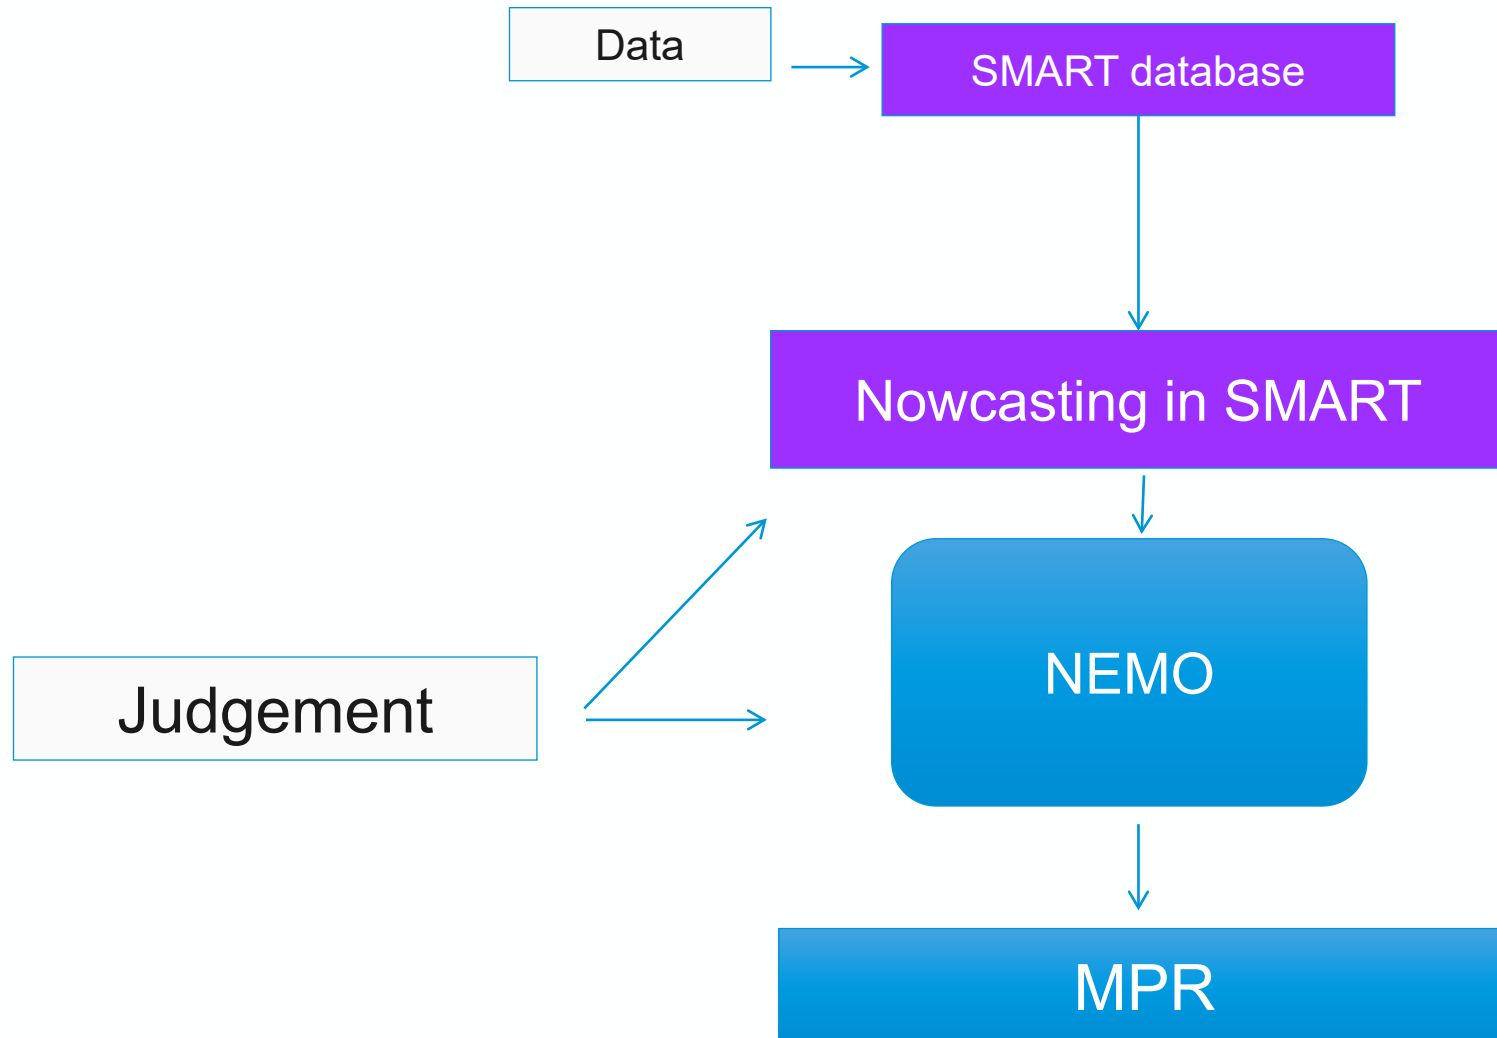 Data
SMART database
Nowcasting in SMART
NEMO
Judgement
MPR